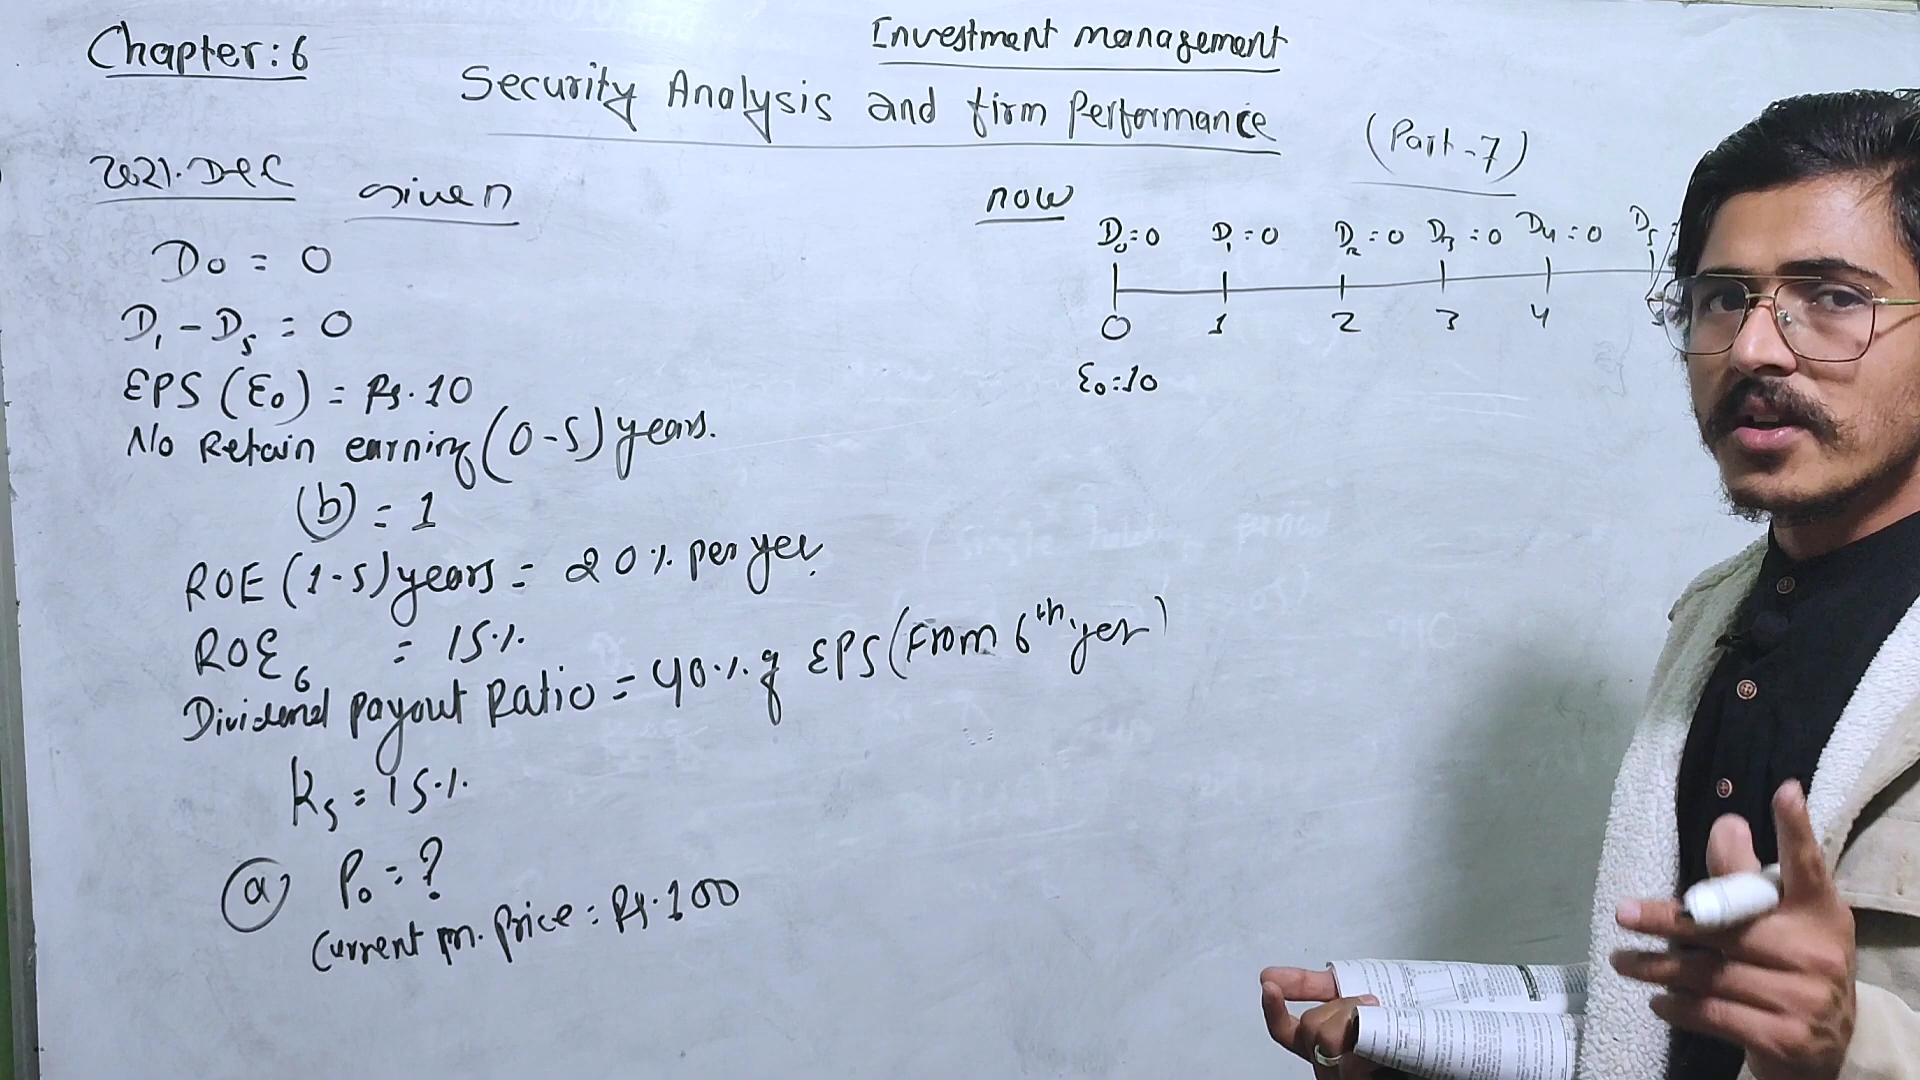 Chapter:6
Investment management
Security Analysis and firm Performance
(Part-7)
2021.Dec
Given
D0 = 0
D1 - D5 = 0
EPS (E0) = Rs. 10
No Retain earning (0-5) years.
(b) = 1
ROE (1-5) years = 20% per yer.
ROE6 = 15%
Dividend payout Ratio = 40% of EPS (From 6th yer)
Ks = 15%
(a) P0 = ?
Current m. price = Rs. 100
now
D0=0 D1=0 D2=0 D3=0 D4=0 D5
0 1 2 3 4
E0=10